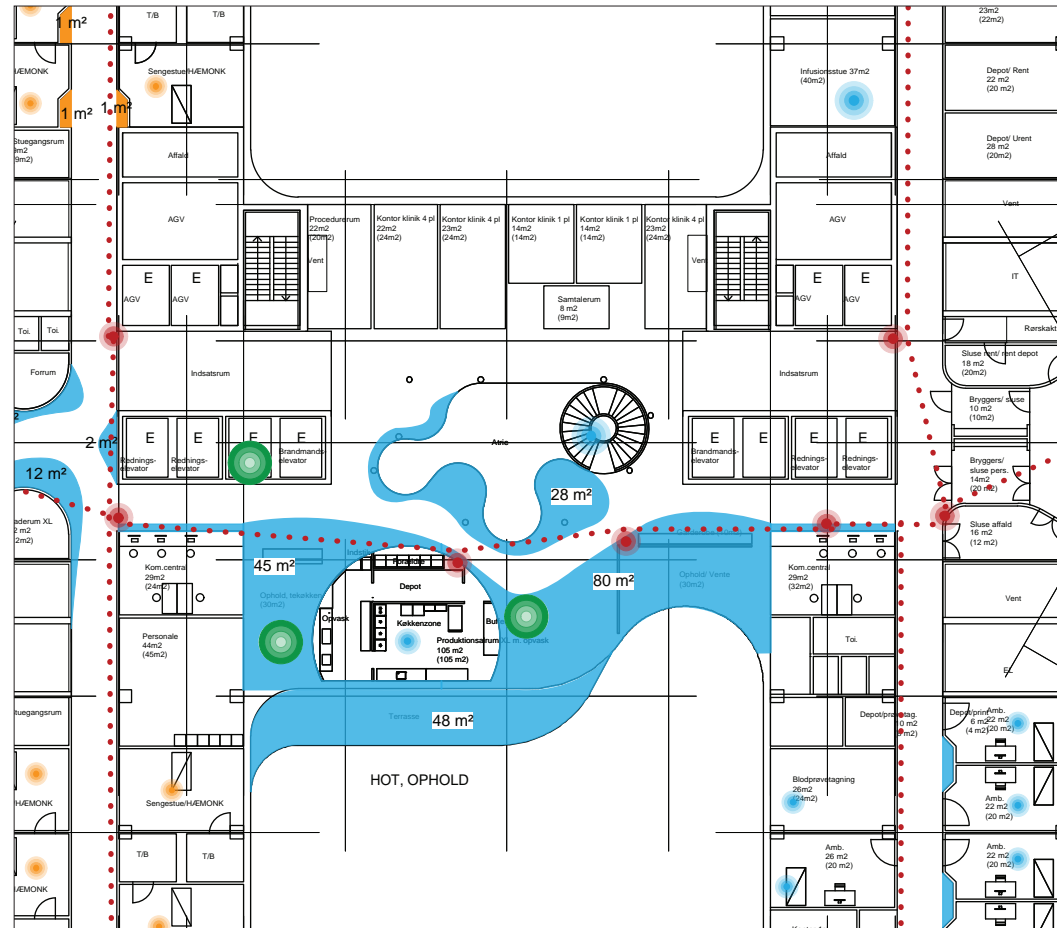 1 m²
T/B
T/B
23m2
(22m2)
HÆMONK
Sengestue/HÆMONK
Infusionsstue 37m2
(40m2)
Depot/ Rent
22 m2
(20 m2)
1 m²
1 m²
Stuegangsrum
9m2
(9m2)
Affald
Affald
Depot/ Urent
28 m2
(20m2)
AGV
AGV
Vent
Procedurerum
22m2
(20m2)
Kontor klinik 4 pl
22m2
(24m2)
Kontor klinik 4 pl
23m2
(24m2)
Kontor klinik 1 pl
14m2
(14m2)
Kontor klinik 1 pl
14m2
(14m2)
Kontor klinik 4 pl
23m2
(24m2)
Vent
Vent
IT
E
E
E
E
AGV
AGV
AGV
AGV
Samtalerum
8 m2
(9m2)
Toi.
Toi.
Rørskakt
Forrum
Indsatsrum
Indsatsrum
Sluse rent/ rent depot
18 m2
(20m2)
Bryggers/ sluse
10 m2
(10m2)
2 m²
E
E
E
E
Atrie
E
E
E
E
Rednings-
elevator
Rednings-
elevator
Brandmands-
elevator
Brandmands-
elevator
Rednings-
elevator
Rednings-
elevator
Bryggers/
sluse pers.
14m2
(20 m2)
12 m²
28 m²
Sluse affald
16 m2
(12 m2)
Kom.central
29m2
(24m2)
45 m²
Ophold, tekøkken
(30m2)
Depot
Opvask
Køkkenzone
Produktionsalrum XL m. opvask
105 m2
(105 m2)
80 m²
Ophold/ Vente
(30m2)
Kom.central
29m2
(32m2)
Vent
Personale
44m2
(45m2)
Toi.
EL
Terrasse
48 m²
HOT, OPHOLD
Stuegangsrum
Amb.
22 m2
(20 m2)
6 m2
(4 m2)
HÆMONK
Sengestue/HÆMONK
Blodprøvetagning
26m2
(24m2)
Amb.
22 m2
(20 m2)
T/B
T/B
Amb.
26 m2
(20 m2)
Amb.
22 m2
(20 m2)
HÆMONK